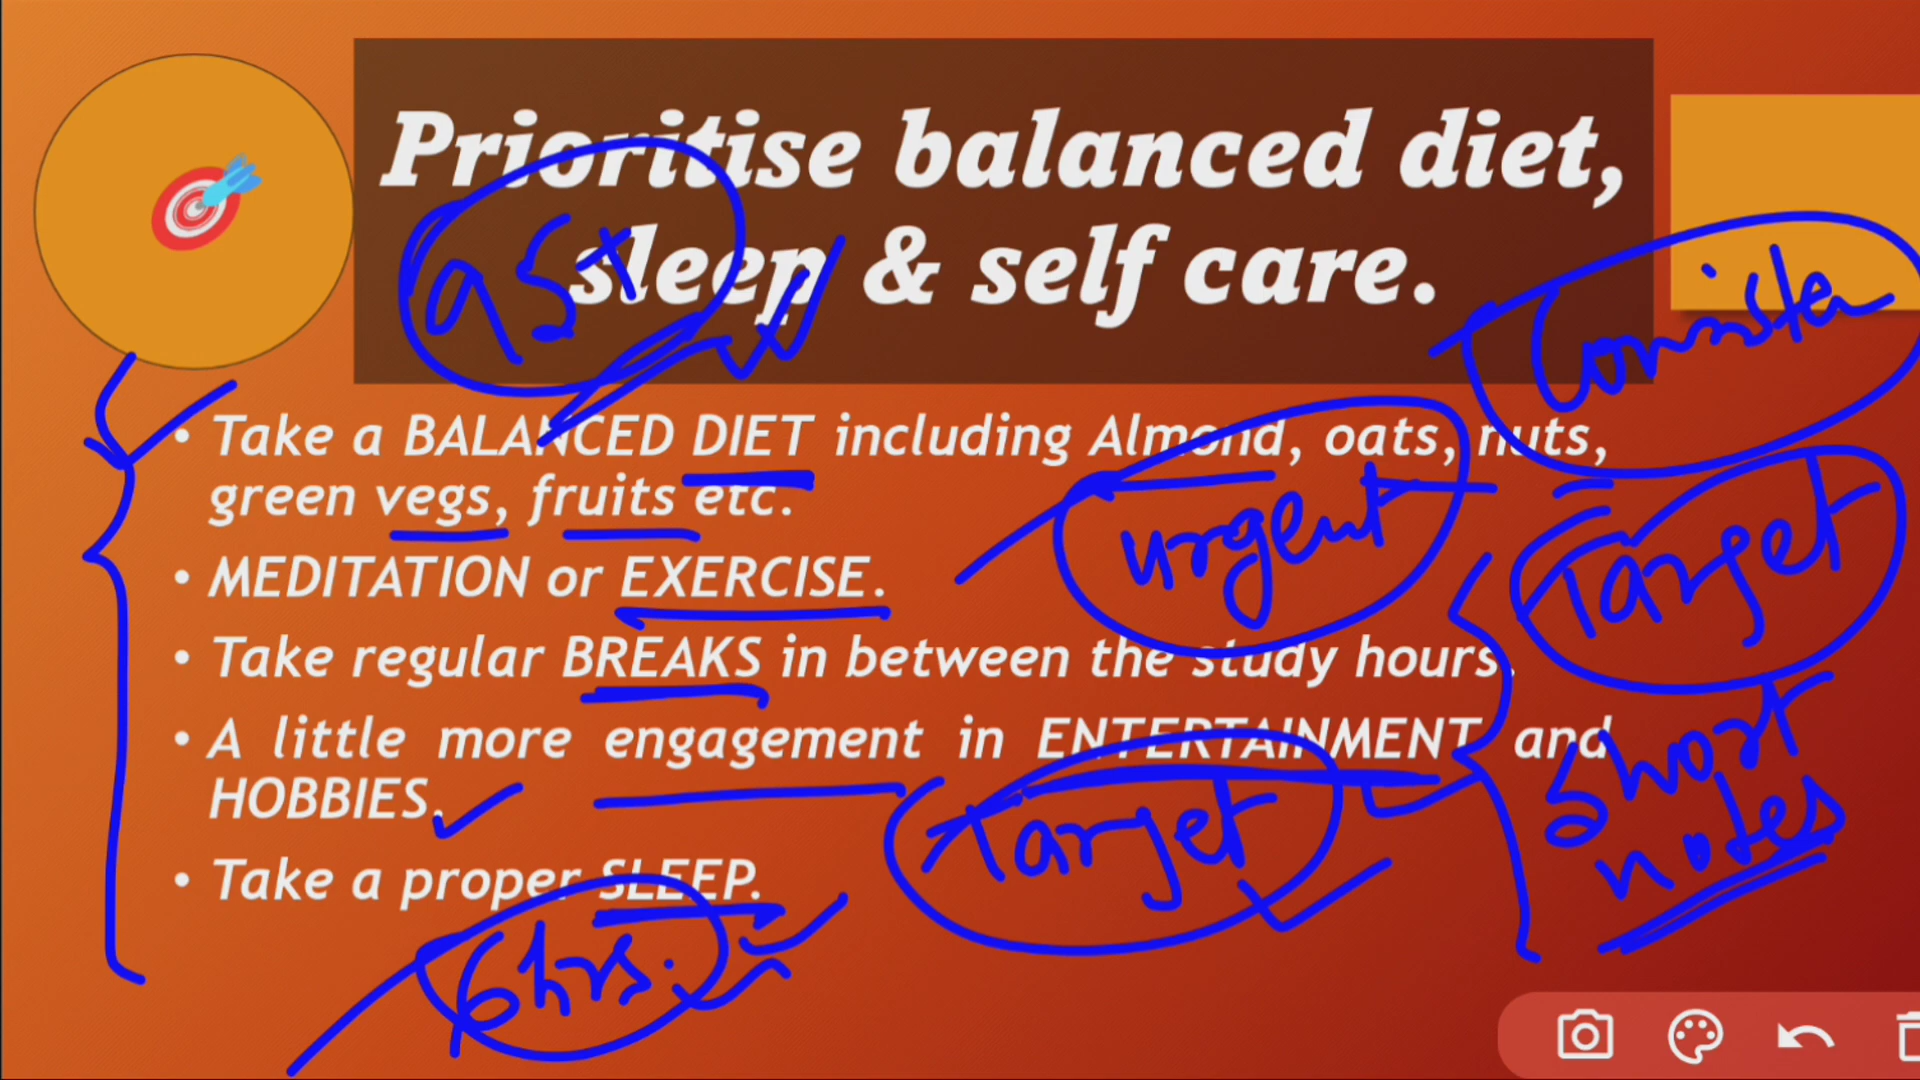 Prioritise balanced diet,
sleep & self care.
95+
Consisten
• Take a BALANCED DIET including Almond, oats, nuts,
green vegs, fruits etc.
urgent
Target
• MEDITATION or EXERCISE.
• Take regular BREAKS in between the study hours.
• A little more engagement in ENTERTAINMENT and
HOBBIES.
Short
notes
Target
• Take a proper SLEEP.
6hrs.